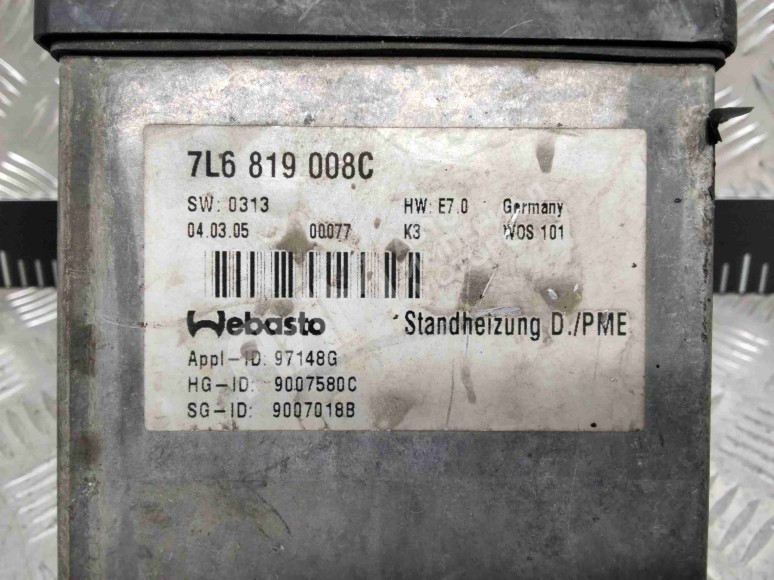 7L6 819 008C
SW: 0313 HW: E7.0 Germany
04.03.05 00077 K3 WOS 101
Webasto Standheizung D./PME
Appl-ID: 97148G
HG-ID: 9007580C
SG-ID: 9007018B